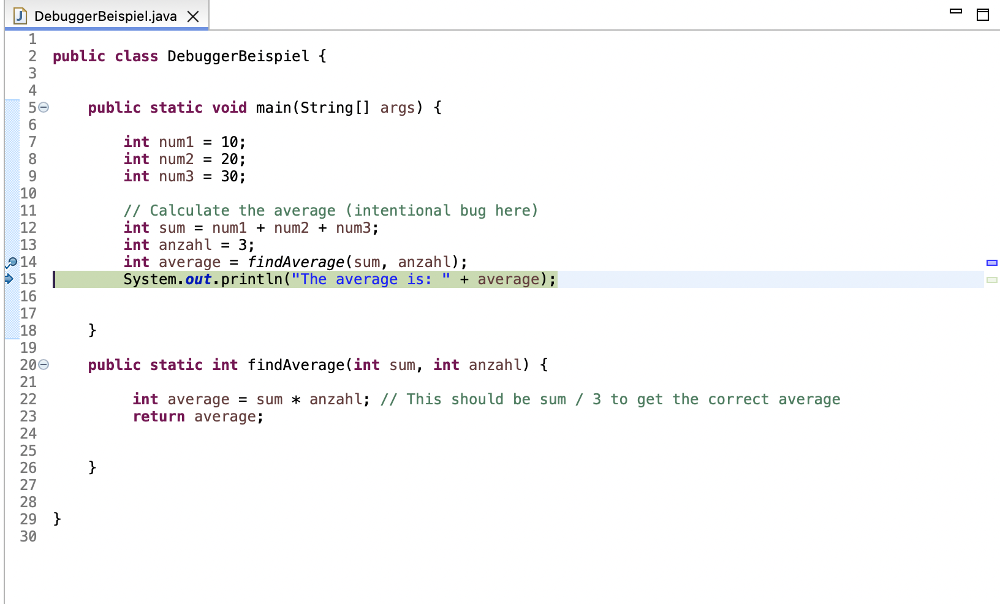 DebuggerBeispiel.java
1
2 public class DebuggerBeispiel {
3
4
5 public static void main(String[] args) {
6
7 int num1 = 10;
8 int num2 = 20;
9 int num3 = 30;
10
11 // Calculate the average (intentional bug here)
12 int sum = num1 + num2 + num3;
13 int anzahl = 3;
14 int average = findAverage(sum, anzahl);
15 System.out.println("The average is: " + average);
16
17
18 }
19
20 public static int findAverage(int sum, int anzahl) {
21
22 int average = sum * anzahl; // This should be sum / 3 to get the correct average
23 return average;
24
25
26 }
27
28
29 }
30